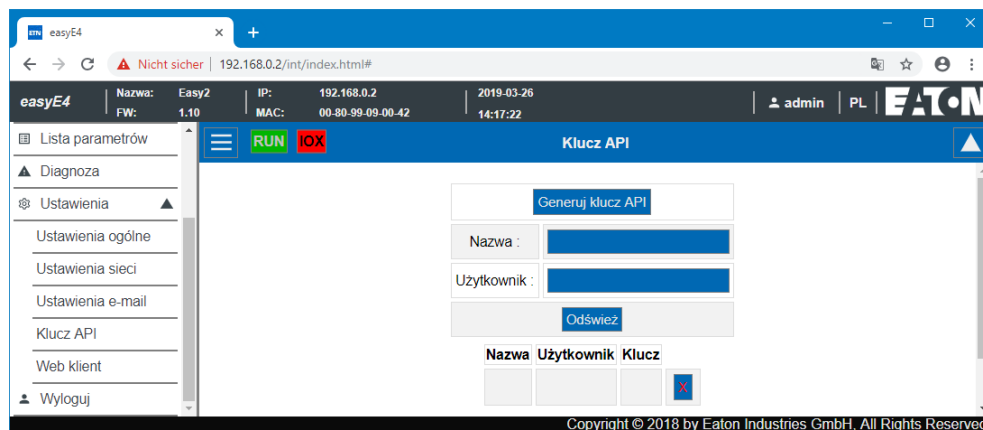 ETN easyE4
Nicht sicher | 192.168.0.2/int/index.html#
easyE4 Nazwa: Easy2 IP: 192.168.0.2 2019-03-26 admin PL EATON
FW: 1.10 MAC: 00-80-99-09-00-42 14:17:22
Lista parametrów
RUN IOX Klucz API
Diagnoza
Ustawienia
Generuj klucz API
Ustawienia ogólne
Nazwa :
Ustawienia sieci
Użytkownik :
Ustawienia e-mail
Odśwież
Klucz API
Nazwa Użytkownik Klucz
Web klient
X
Wyloguj
Copyright © 2018 by Eaton Industries GmbH, All Rights Reserved